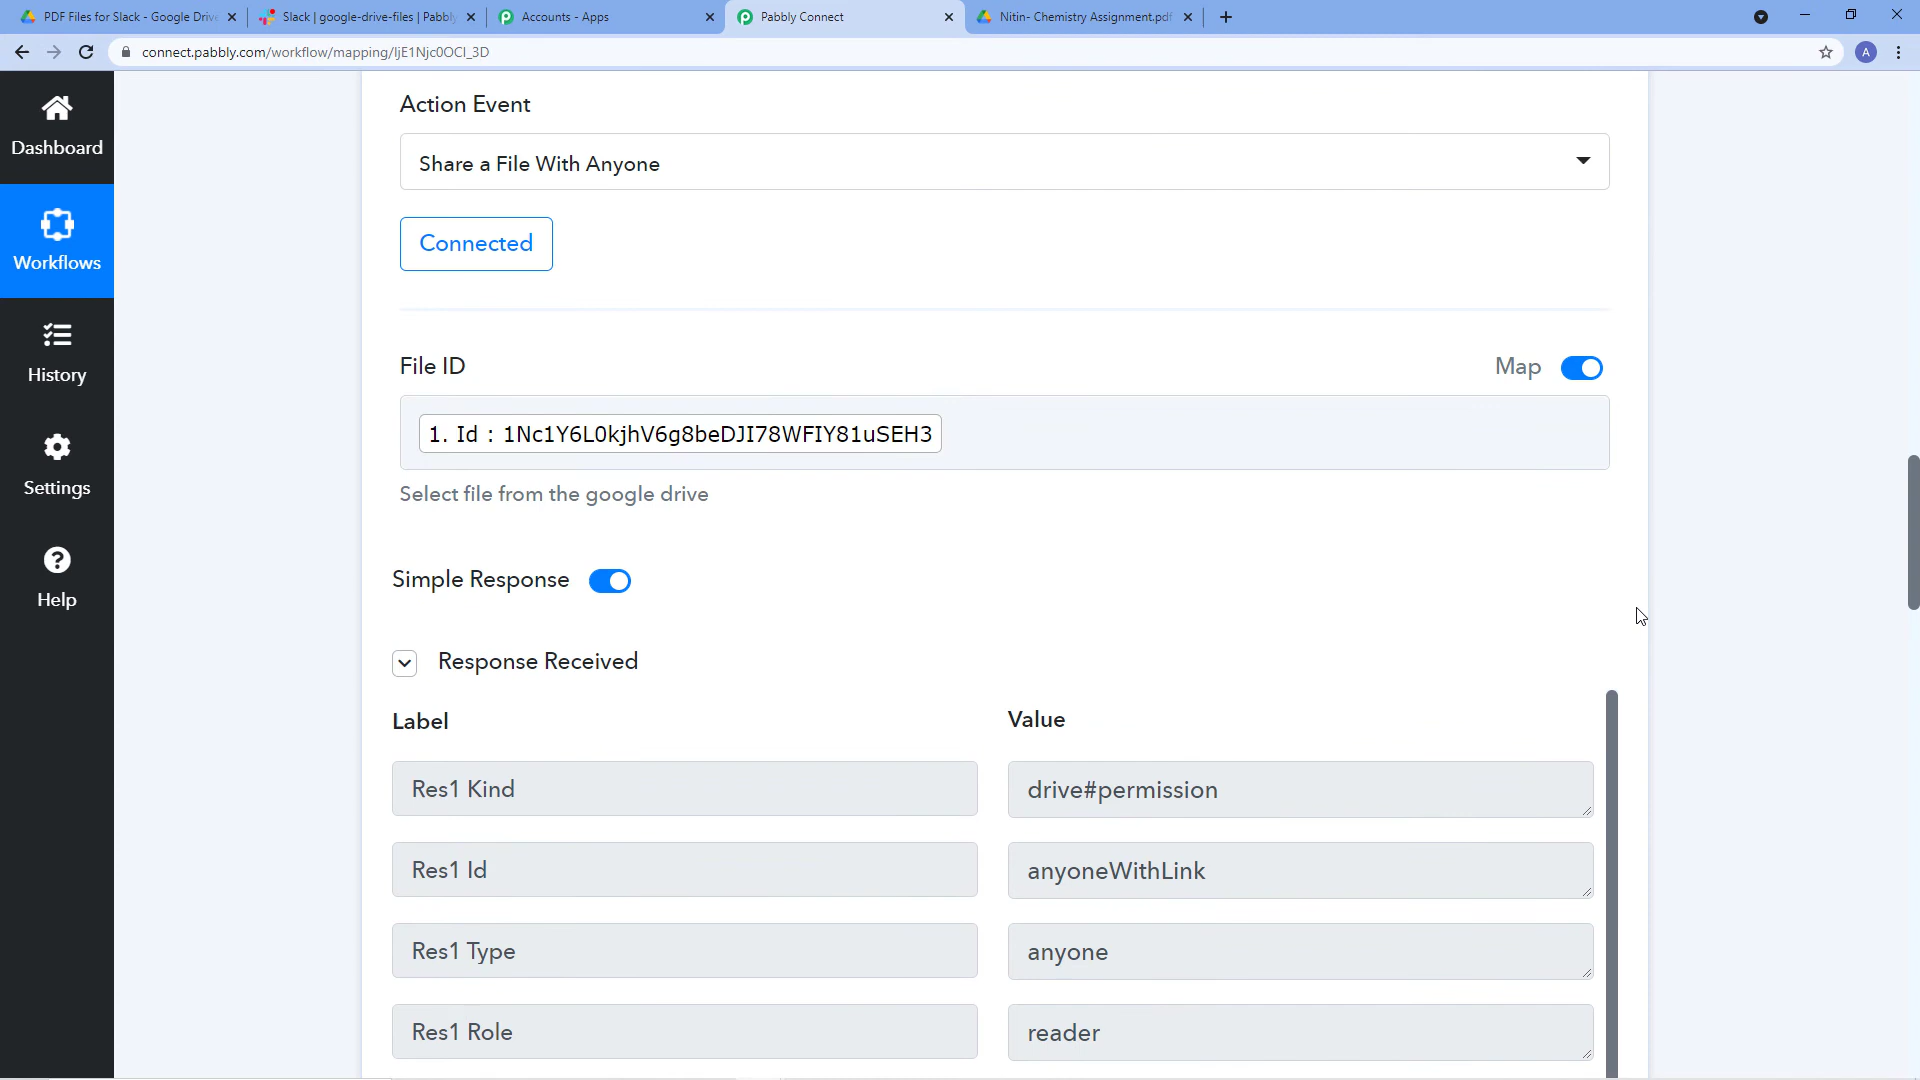 PDF Files for Slack - Google Drive
Slack | google-drive-files | Pabbly
Accounts - Apps
Pabbly Connect
Nitin- Chemistry Assignment.pdf
connect.pabbly.com/workflow/mapping/IjE1Njc0OCI_3D
A
Dashboard
Workflows
History
Settings
Help
Action Event
Share a File With Anyone
Connected
File ID
Map
1. Id : 1Nc1Y6L0kjhV6g8beDJI78WFIY81uSEH3
Select file from the google drive
Simple Response
Response Received
Label
Value
Res1 Kind
drive#permission
Res1 Id
anyoneWithLink
Res1 Type
anyone
Res1 Role
reader